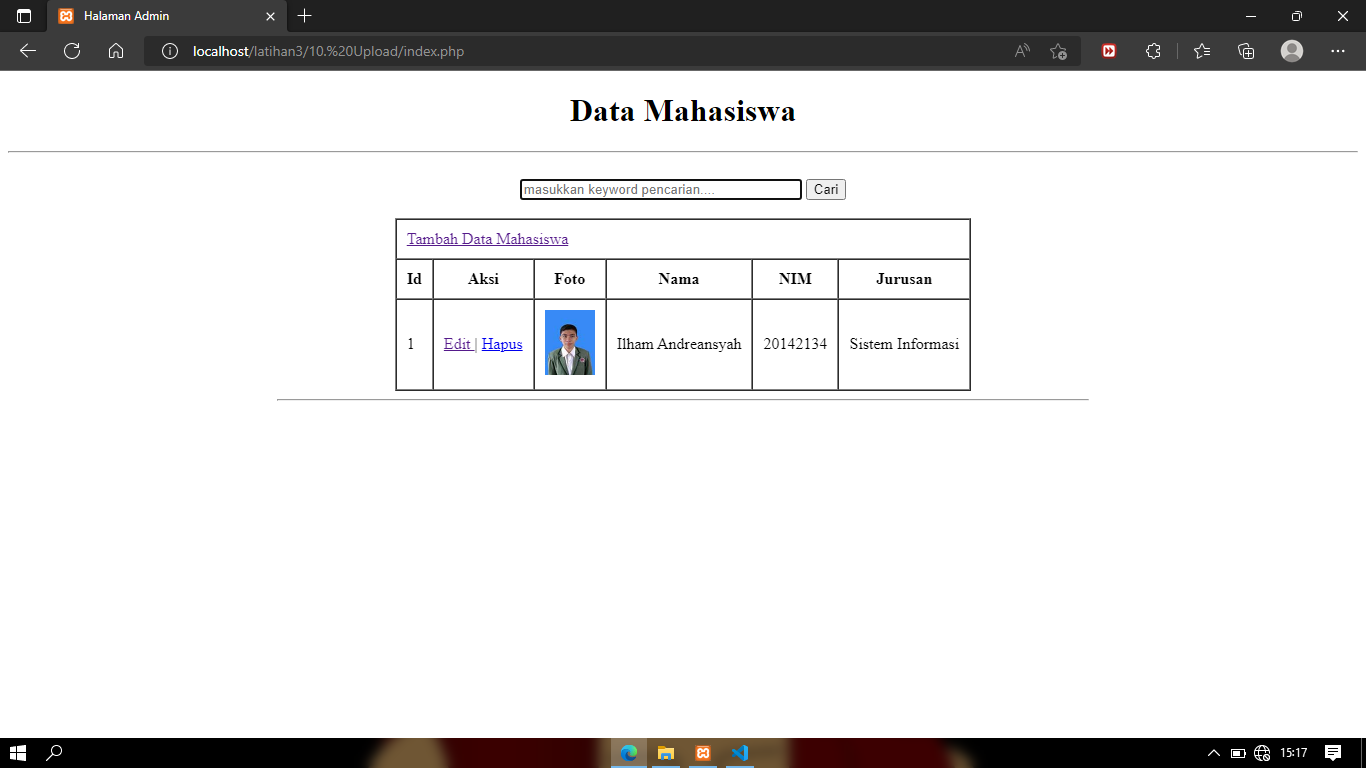 Halaman Admin
localhost/latihan3/10.%20Upload/index.php
Data Mahasiswa
masukkan keyword pencarian.... Cari
Tambah Data Mahasiswa
Id Aksi Foto Nama NIM Jurusan
1 Edit | Hapus Ilham Andreansyah 20142134 Sistem Informasi
15:17